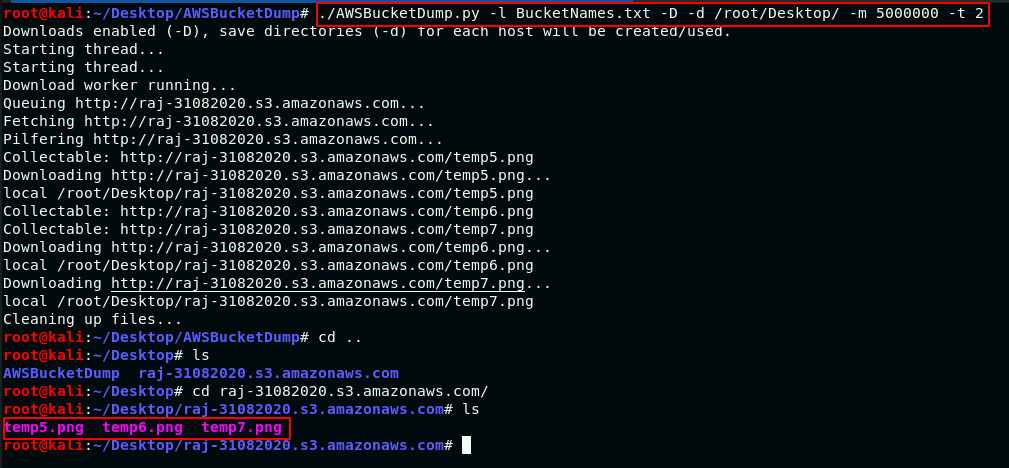 root@kali:~/Desktop/AWSBucketDump# ./AWSBucketDump.py -l BucketNames.txt -D -d /root/Desktop/ -m 5000000 -t 2
Downloads enabled (-D), save directories (-d) for each host will be created/used.
Starting thread...
Starting thread...
Download worker running...
Queuing http://raj-31082020.s3.amazonaws.com...
Fetching http://raj-31082020.s3.amazonaws.com...
Pilfering http://raj-31082020.s3.amazonaws.com...
Collectable: http://raj-31082020.s3.amazonaws.com/temp5.png
Downloading http://raj-31082020.s3.amazonaws.com/temp5.png...
local /root/Desktop/raj-31082020.s3.amazonaws.com/temp5.png
Collectable: http://raj-31082020.s3.amazonaws.com/temp6.png
Collectable: http://raj-31082020.s3.amazonaws.com/temp7.png
Downloading http://raj-31082020.s3.amazonaws.com/temp6.png...
local /root/Desktop/raj-31082020.s3.amazonaws.com/temp6.png
Downloading http://raj-31082020.s3.amazonaws.com/temp7.png...
local /root/Desktop/raj-31082020.s3.amazonaws.com/temp7.png
Cleaning up files...
root@kali:~/Desktop/AWSBucketDump# cd ..
root@kali:~/Desktop# ls
AWSBucketDump  raj-31082020.s3.amazonaws.com
root@kali:~/Desktop# cd raj-31082020.s3.amazonaws.com/
root@kali:~/Desktop/raj-31082020.s3.amazonaws.com# ls
temp5.png  temp6.png  temp7.png
root@kali:~/Desktop/raj-31082020.s3.amazonaws.com#